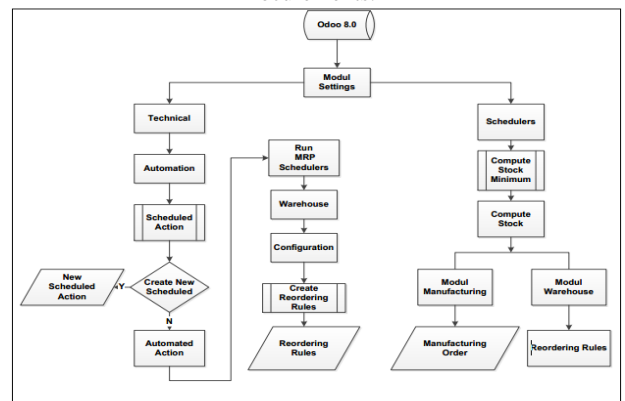 Odoo 8.0
Modul
Settings
Technical
Automation
Scheduled
Action
Create New
Scheduled
Y
New
Scheduled
Action
N
Automated
Action
Run
MRP
Schedulers
Warehouse
Configuration
Create
Reordering
Rules
Reordering
Rules
Schedulers
Compute
Stock
Minimum
Compute
Stock
Modul
Manufacturing
Modul
Warehouse
Manufacturing
Order
Reordering Rules